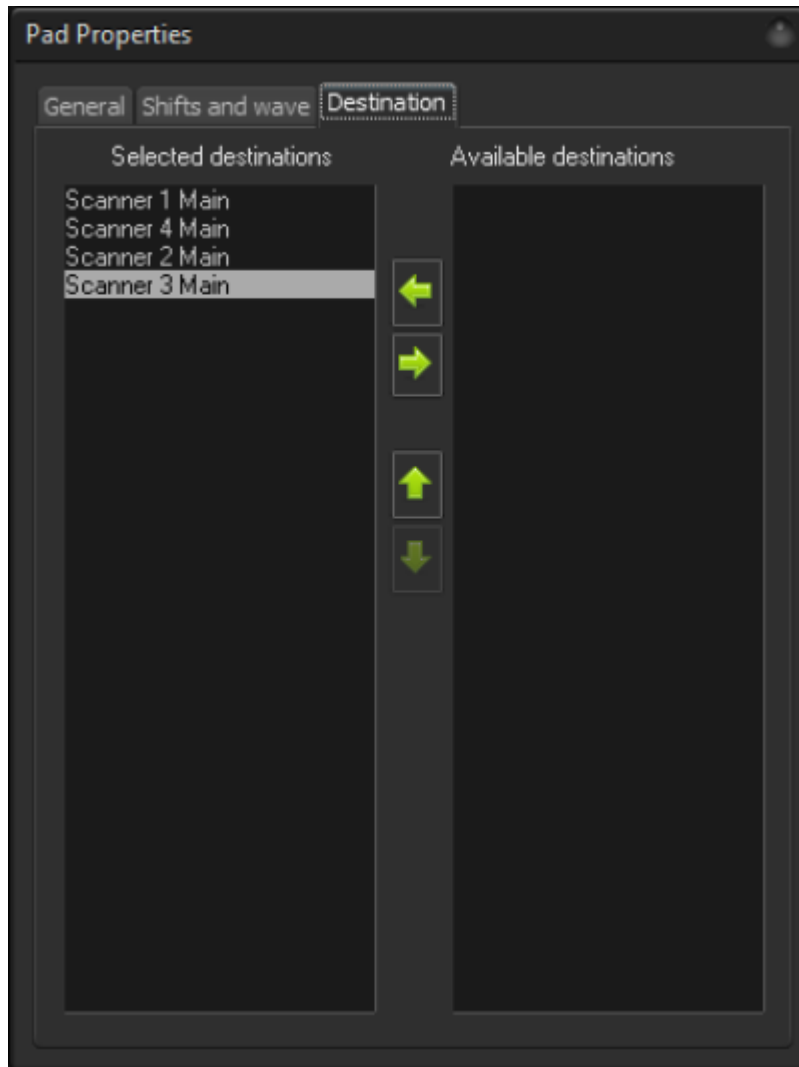 Pad Properties
General Shifts and wave Destination
Selected destinations Available destinations
Scanner 1 Main
Scanner 4 Main
Scanner 2 Main
Scanner 3 Main